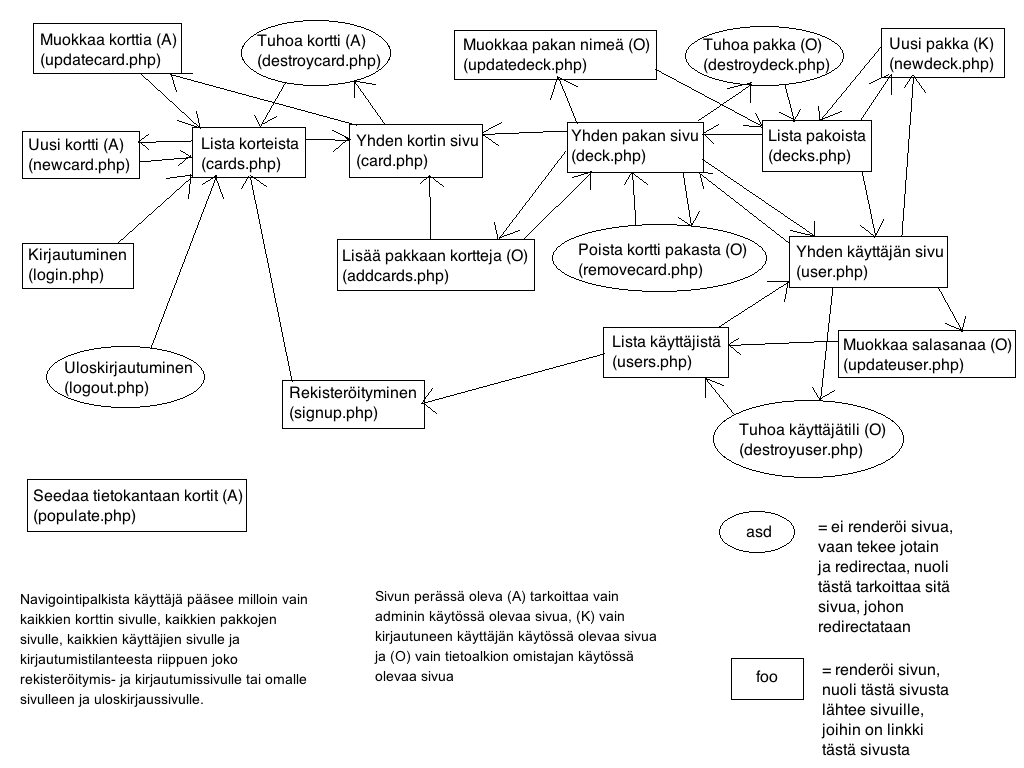 Muokkaa korttia (A)
(updatecard.php)
Tuhoa kortti (A)
(destroycard.php)
Muokkaa pakan nimeä (O)
(updatedeck.php)
Tuhoa pakka (O)
(destroydeck.php)
Uusi pakka (K)
(newdeck.php)
Uusi kortti (A)
(newcard.php)
Lista korteista
(cards.php)
Yhden kortin sivu
(card.php)
Yhden pakan sivu
(deck.php)
Lista pakoista
(decks.php)
Kirjautuminen
(login.php)
Lisää pakkaan kortteja (O)
(addcards.php)
Poista kortti pakasta (O)
(removecard.php)
Yhden käyttäjän sivu
(user.php)
Uloskirjautuminen
(logout.php)
Rekisteröityminen
(signup.php)
Lista käyttäjistä
(users.php)
Muokkaa salasanaa (O)
(updateuser.php)
Tuhoa käyttäjätili (O)
(destroyuser.php)
Seedaa tietokantaan kortit (A)
(populate.php)
asd
= ei renderöi sivua,
vaan tekee jotain
ja redirectaa, nuoli
tästä tarkoittaa sitä
sivua, johon
redirectataan
Navigointipalkista käyttäjä pääsee milloin vain
kaikkien korttin sivulle, kaikkien pakkojen
sivulle, kaikkien käyttäjien sivulle ja
kirjautumistilanteesta riippuen joko
rekisteröitymis- ja kirjautumissivulle tai omalle
sivulleen ja uloskirjaussivulle.
Sivun perässä oleva (A) tarkoittaa vain
adminin käytössä olevaa sivua, (K) vain
kirjautuneen käyttäjän käytössä olevaa sivua
ja (O) vain tietoalkion omistajan käytössä
olevaa sivua
foo
= renderöi sivun,
nuoli tästä sivusta
lähtee sivuille,
joihin on linkki
tästä sivusta